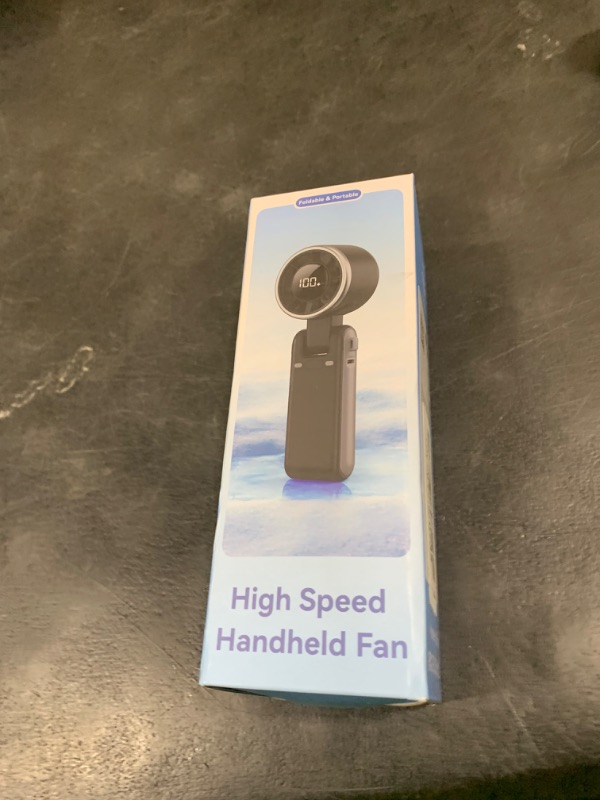 Foldable & Portable
100
High Speed
Handheld Fan